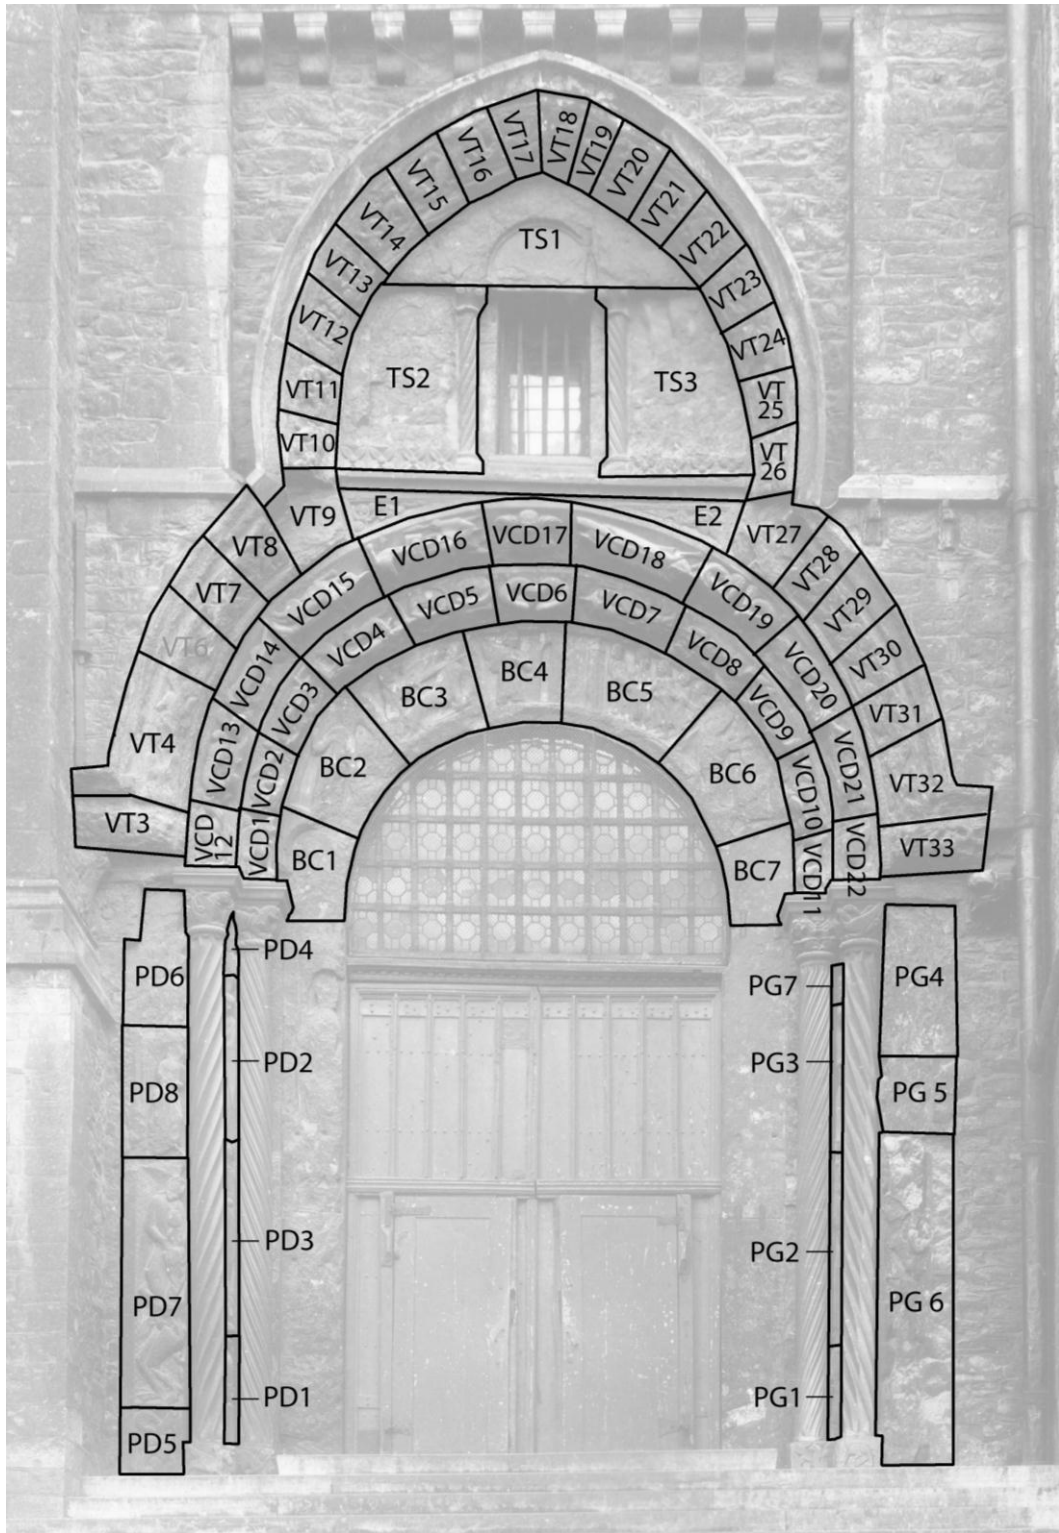 VT17
VT18
VT16
VT19
VT15
VT20
VT14
VT21
VT13
VT22
VT12
VT23
VT11
VT24
VT10
VT
25
VT
26
TS1
TS2
TS3
E1
E2
VT9
VT8
VT7
VT6
VT4
VT3
VT27
VT28
VT29
VT30
VT31
VT32
VT33
VCD
12
VCD13
VCD14
VCD15
VCD16
VCD17
VCD18
VCD19
VCD20
VCD21
VCD22
VCD1
VCD2
VCD3
VCD4
VCD5
VCD6
VCD7
VCD8
VCD9
VCD10
VCD11
BC1
BC2
BC3
BC4
BC5
BC6
BC7
PD6
PD8
PD7
PD5
PD4
PD2
PD3
PD1
PG7
PG3
PG2
PG1
PG4
PG 5
PG 6